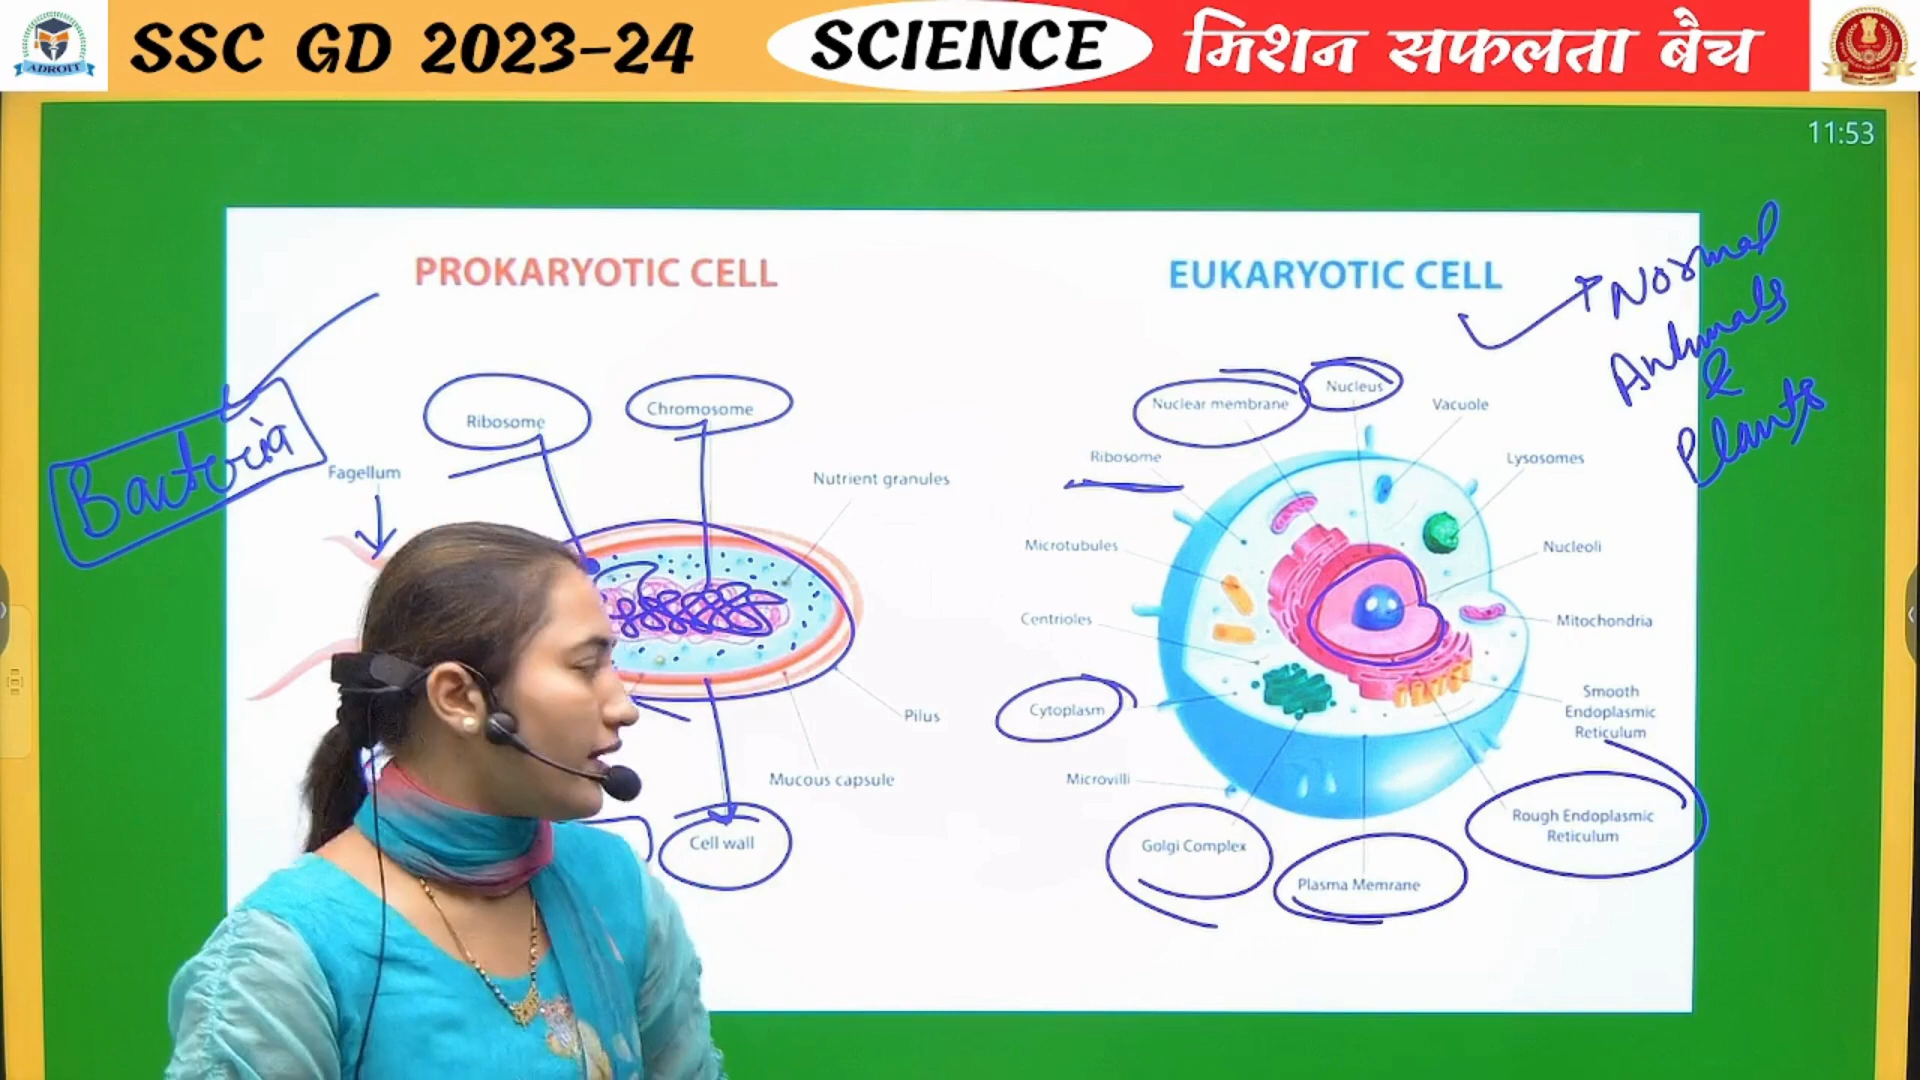 ADROIT
SSC GD 2023-24
SCIENCE
मिशन सफलता बैच
11:53
PROKARYOTIC CELL
EUKARYOTIC CELL
Normal
Animals
&
Plants
Bacteria
Ribosome
Chromosome
Fagellum
Nutrient granules
Pilus
Mucous capsule
Cell wall
Nucleus
Nuclear membrane
Vacuole
Ribosome
Lysosomes
Microtubules
Nucleoli
Centrioles
Mitochondria
Cytoplasm
Smooth
Endoplasmic
Reticulum
Microvilli
Rough Endoplasmic
Reticulum
Golgi Complex
Plasma Memrane